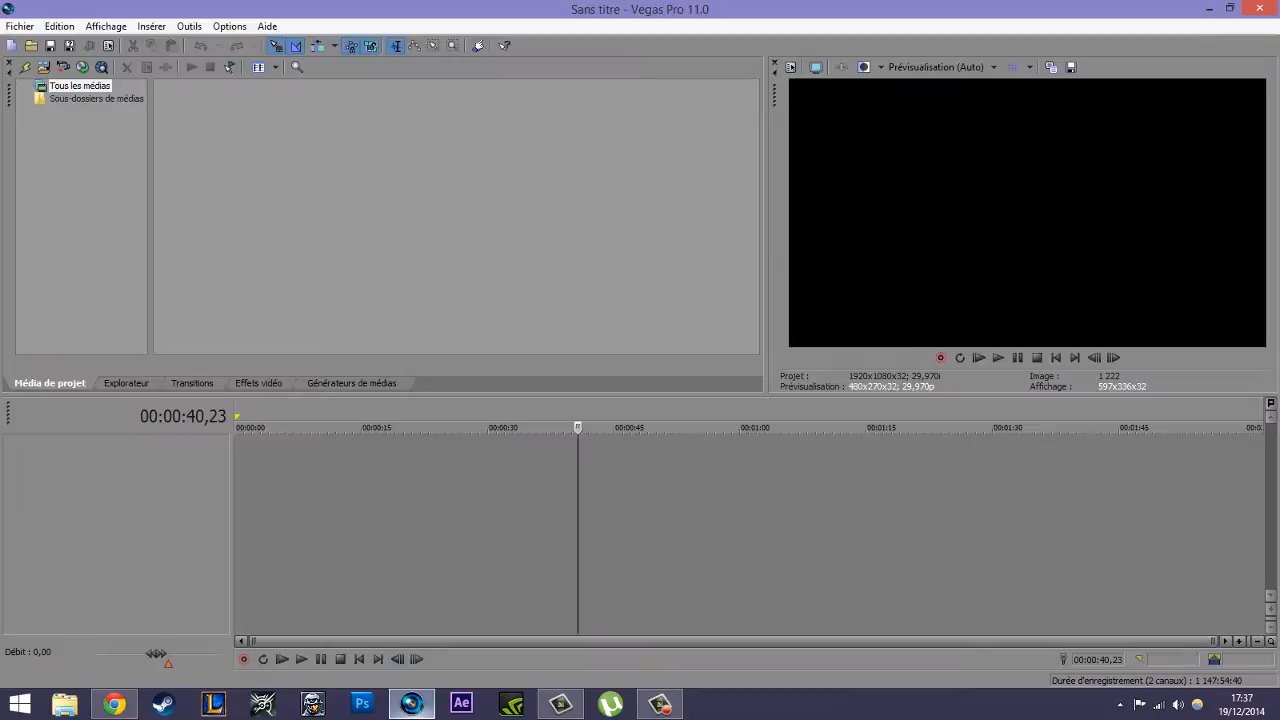 Sans titre - Vegas Pro 11.0
Fichier Edition Affichage Insérer Outils Options Aide
Prévisualisation (Auto)
Tous les médias
Sous-dossiers de médias
Média de projet Explorateur Transitions Effets vidéo Générateurs de médias
Projet : 1920x1080x32; 29,970i Image : 1 222
Prévisualisation : 480x270x32; 29,970p Affichage : 597x336x32
00:00:40,23
00:00:00 00:00:15 00:00:30 00:00:45 00:01:00 00:01:15 00:01:30 00:01:45
Débit : 0,00
00:00:40,23
Durée d'enregistrement (2 canaux) : 1 147:54:40
Ps
Ae
17:37
19/12/2014